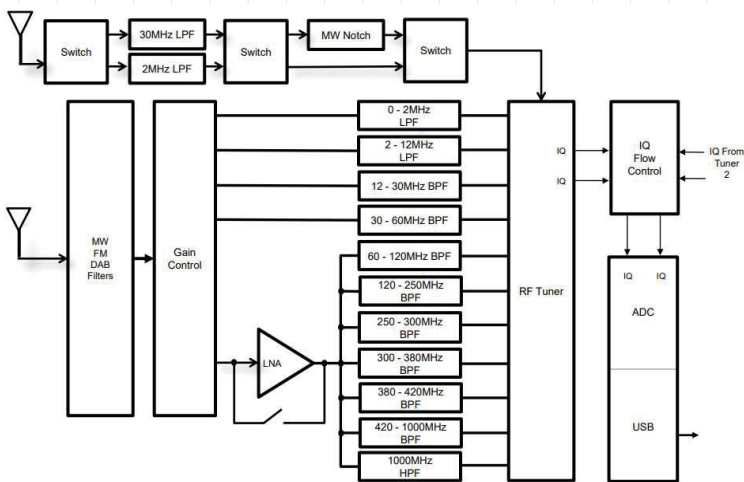 Switch
30MHz LPF
2MHz LPF
Switch
MW Notch
Switch
MW
FM
DAB
Filters
Gain
Control
LNA
0 - 2MHz
LPF
2 - 12MHz
LPF
12 - 30MHz BPF
30 - 60MHz BPF
60 - 120MHz BPF
120 - 250MHz
BPF
250 - 300MHz
BPF
300 - 380MHz
BPF
380 - 420MHz
BPF
420 - 1000MHz
BPF
1000MHz
HPF
RF Tuner
IQ
IQ
IQ
Flow
Control
IQ From
Tuner
2
IQ IQ
ADC
USB